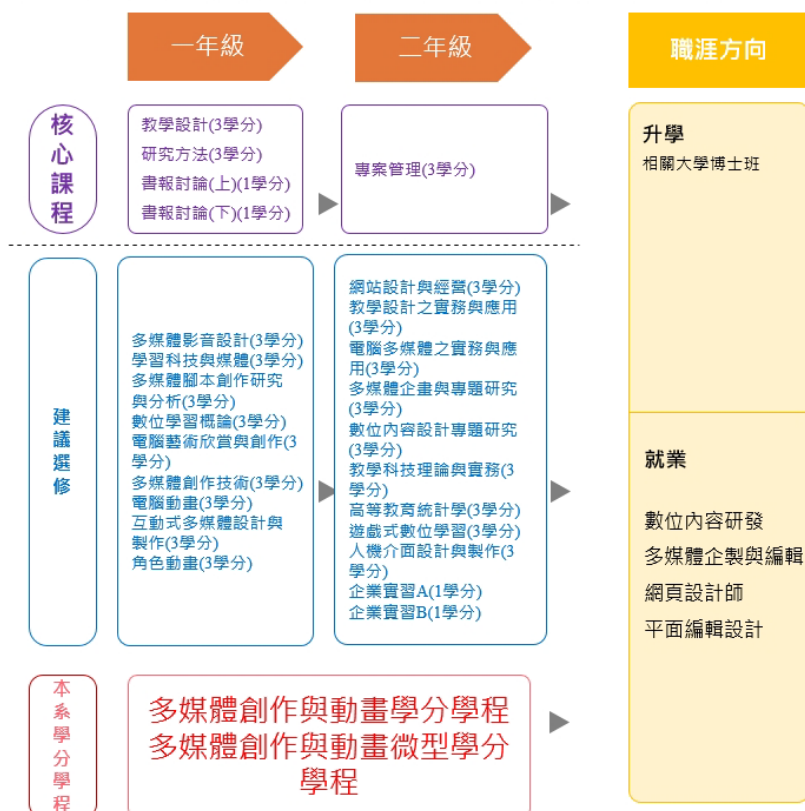 一年級
二年級
職涯方向
核
心
課
程
教學設計(3學分)
研究方法(3學分)
書報討論(上)(1學分)
書報討論(下)(1學分)
專案管理(3學分)
升學
相關大學博士班
建
議
選
修
多媒體影音設計(3學分)
學習科技與媒體(3學分)
多媒體腳本創作研究
與分析(3學分)
數位學習概論(3學分)
電腦藝術欣賞與創作(3
學分)
多媒體創作技術(3學分)
電腦動畫(3學分)
互動式多媒體設計與
製作(3學分)
角色動畫(3學分)
網站設計與經營(3學分)
教學設計之實務與應用
(3學分)
電腦多媒體之實務與應
用(3學分)
多媒體企畫與專題研究
(3學分)
數位內容設計專題研究
(3學分)
教學科技理論與實務(3
學分)
高等教育統計學(3學分)
遊戲式數位學習(3學分)
人機介面設計與製作(3
學分)
企業實習A(1學分)
企業實習B(1學分)
就業
數位內容研發
多媒體企製與編輯
網頁設計師
平面編輯設計
本
系
學
分
學
程
多媒體創作與動畫學分學程
多媒體創作與動畫微型學分
學程